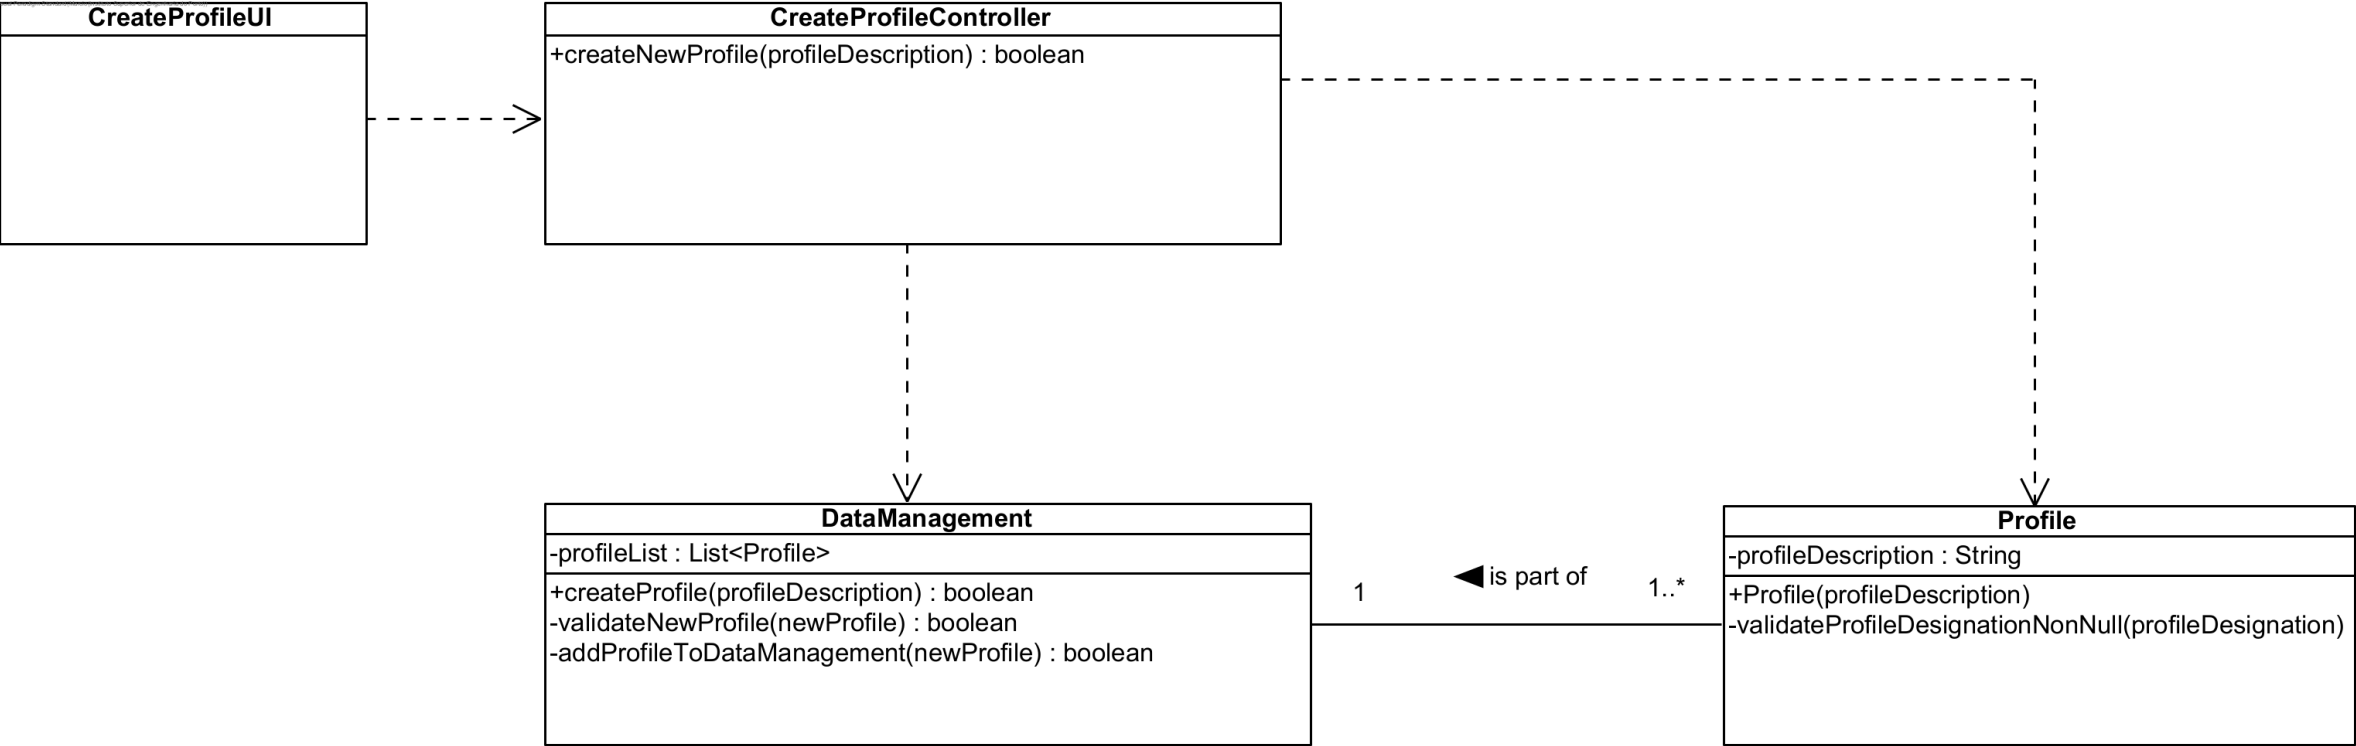 CreateProfileUI
CreateProfileController
+createNewProfile(profileDescription) : boolean
DataManagement
-profileList : List<Profile>
+createProfile(profileDescription) : boolean
-validateNewProfile(newProfile) : boolean
-addProfileToDataManagement(newProfile) : boolean
1
is part of
1..*
Profile
-profileDescription : String
+Profile(profileDescription)
-validateProfileDesignationNonNull(profileDesignation)